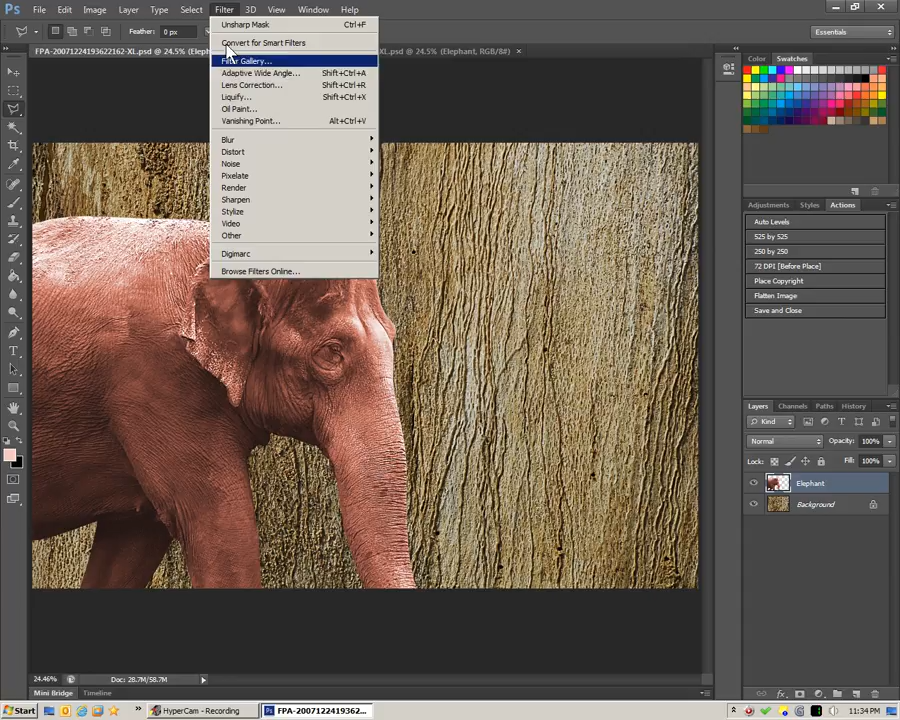 Ps File Edit Image Layer Type Select Filter 3D View Window Help
Feather: 0 px
Essentials
FPA-2007122419362216-XL.psd @ 24.5% (Eleph
XL.psd @ 24.5% (Elephant, RGB/8#) ×
Unsharp Mask Ctrl+F
Convert for Smart Filters
Filter Gallery...
Adaptive Wide Angle... Shift+Ctrl+A
Lens Correction... Shift+Ctrl+R
Liquify... Shift+Ctrl+X
Oil Paint...
Vanishing Point... Alt+Ctrl+V
Blur
Distort
Noise
Pixelate
Render
Sharpen
Stylize
Video
Other
Digimarc
Browse Filters Online...
Color Swatches
Adjustments Styles Actions
Auto Levels
525 by 525
250 by 250
72 DPI [Before Place]
Place Copyright
Flatten Image
Save and Close
Layers Channels Paths History
Kind
Normal Opacity: 100%
Lock: Fill: 100%
Elephant
Background
24.46% Doc: 28.7M/58.7M
Mini Bridge Timeline
Start
HyperCam - Recording
FPA-2007122419362...
11:34 PM